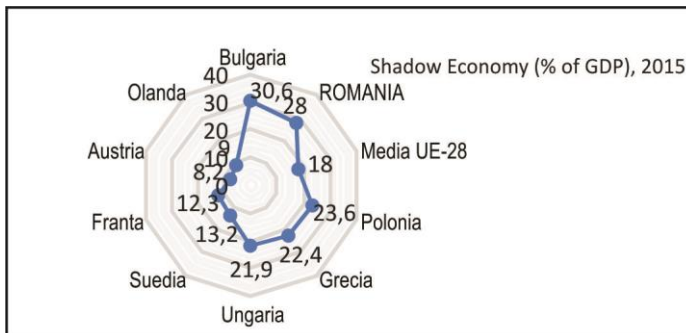 Shadow Economy (% of GDP), 2015
Bulgaria
ROMANIA
Media UE-28
Polonia
Grecia
Ungaria
Suedia
Franta
Austria
Olanda
40
30
20
10
0
30,6
28
18
23,6
22,4
21,9
13,2
12,3
8,2
9